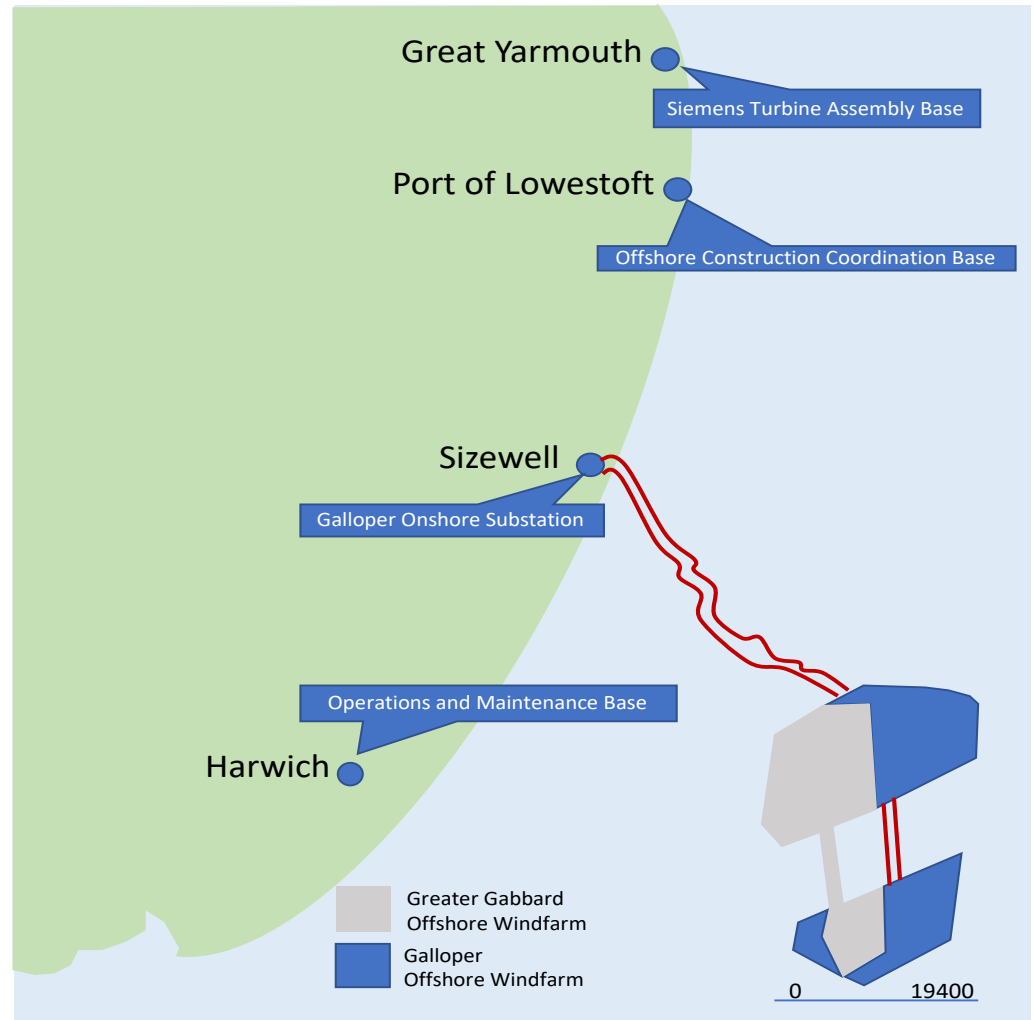 Great Yarmouth
Siemens Turbine Assembly Base
Port of Lowestoft
Offshore Construction Coordination Base
Sizewell
Galloper Onshore Substation
Operations and Maintenance Base
Harwich
Greater Gabbard
Offshore Windfarm
Galloper
Offshore Windfarm
0 19400